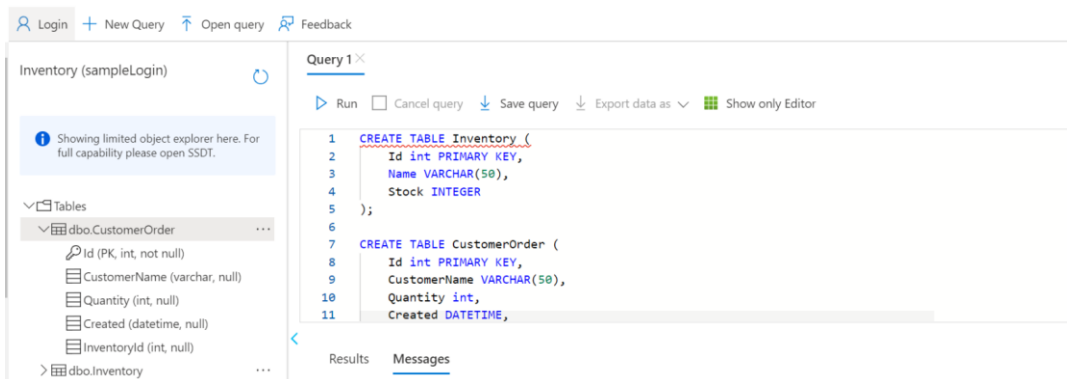 Login New Query Open query Feedback
Inventory (sampleLogin)
Showing limited object explorer here. For
full capability please open SSDT.
Tables
dbo.CustomerOrder ...
Id (PK, int, not null)
CustomerName (varchar, null)
Quantity (int, null)
Created (datetime, null)
InventoryId (int, null)
dbo.Inventory ...
Query 1
Run Cancel query Save query Export data as Show only Editor
1 CREATE TABLE Inventory (
2 Id int PRIMARY KEY,
3 Name VARCHAR(50),
4 Stock INTEGER
5 );
6
7 CREATE TABLE CustomerOrder (
8 Id int PRIMARY KEY,
9 CustomerName VARCHAR(50),
10 Quantity int,
11 Created DATETIME,
Results Messages